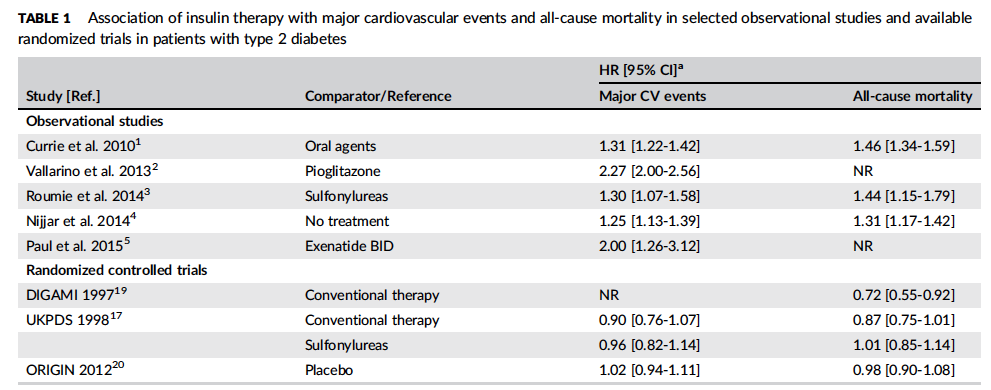 TABLE 1 Association of insulin therapy with major cardiovascular events and all-cause mortality in selected observational studies and available
randomized trials in patients with type 2 diabetes
HR [95% CI]ᵃ
Study [Ref.] Comparator/Reference Major CV events All-cause mortality
Observational studies
Currie et al. 2010¹ Oral agents 1.31 [1.22-1.42] 1.46 [1.34-1.59]
Vallarino et al. 2013² Pioglitazone 2.27 [2.00-2.56] NR
Roumie et al. 2014³ Sulfonylureas 1.30 [1.07-1.58] 1.44 [1.15-1.79]
Nijjar et al. 2014⁴ No treatment 1.25 [1.13-1.39] 1.31 [1.17-1.42]
Paul et al. 2015⁵ Exenatide BID 2.00 [1.26-3.12] NR
Randomized controlled trials
DIGAMI 1997¹⁹ Conventional therapy NR 0.72 [0.55-0.92]
UKPDS 1998¹⁷ Conventional therapy 0.90 [0.76-1.07] 0.87 [0.75-1.01]
Sulfonylureas 0.96 [0.82-1.14] 1.01 [0.85-1.14]
ORIGIN 2012²⁰ Placebo 1.02 [0.94-1.11] 0.98 [0.90-1.08]